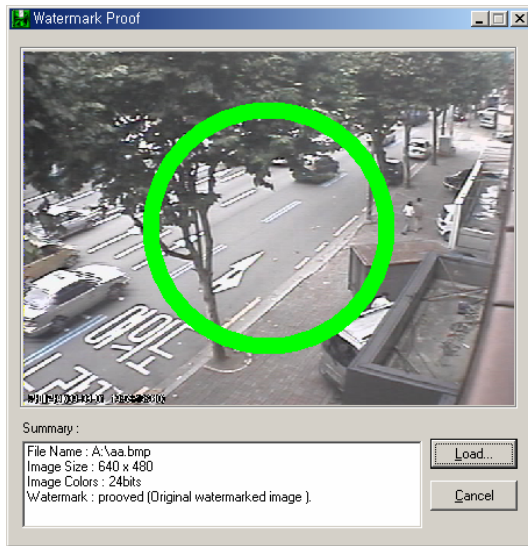 Watermark Proof
Summary :
File Name : A:\aa.bmp
Image Size : 640 x 480
Image Colors : 24bits
Watermark : prooved (Original watermarked image ).
Load...
Cancel